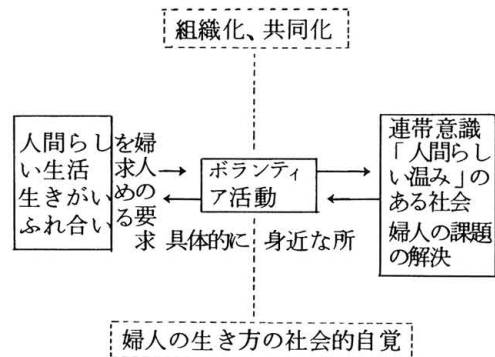 組織化、共同化
人間らし
い生活
生きがい
ふれ合い
を求める
婦人の要求
ボランティ
ア活動
連帯意識
「人間らし
い温み」の
ある社会
婦人の課題
の解決
具体的に
身近な所
婦人の生き方の社会的自覚